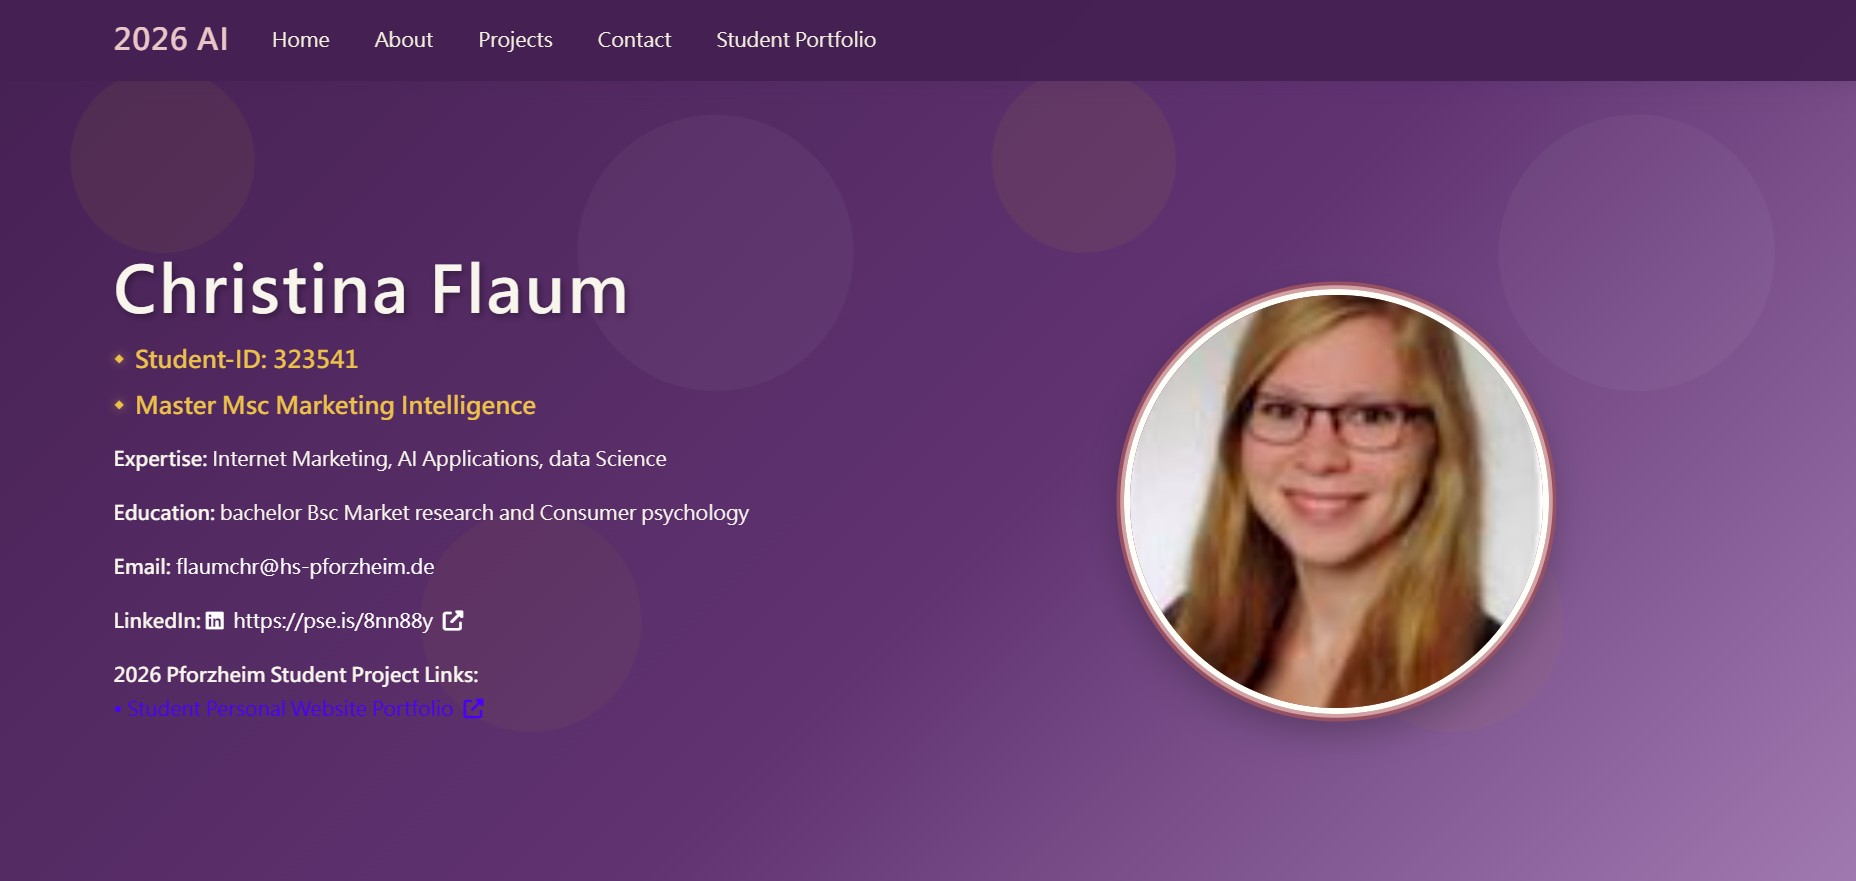 2026 AI Home About Projects Contact Student Portfolio
Christina Flaum
Student-ID: 323541
Master Msc Marketing Intelligence
Expertise: Internet Marketing, AI Applications, data Science
Education: bachelor Bsc Market research and Consumer psychology
Email: flaumchr@hs-pforzheim.de
LinkedIn: https://pse.is/8nn88y
2026 Pforzheim Student Project Links:
• Student Personal Website Portfolio